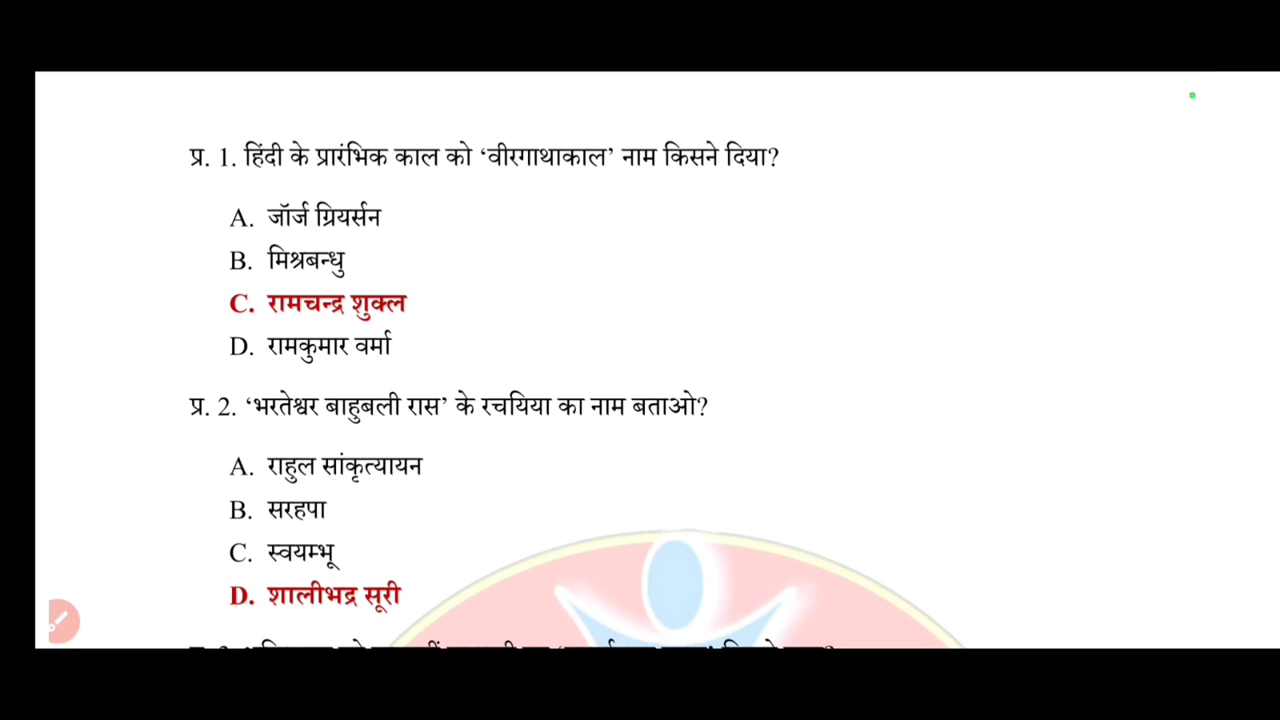 प्र. 1. हिंदी के प्रारंभिक काल को ‘वीरगाथाकाल’ नाम किसने दिया?
A. जॉर्ज ग्रियर्सन
B. मिश्रबन्धु
C. रामचन्द्र शुक्ल
D. रामकुमार वर्मा
प्र. 2. ‘भरतेश्वर बाहुबली रास’ के रचयिया का नाम बताओ?
A. राहुल सांकृत्यायन
B. सरहपा
C. स्वयम्भू
D. शालीभद्र सूरी